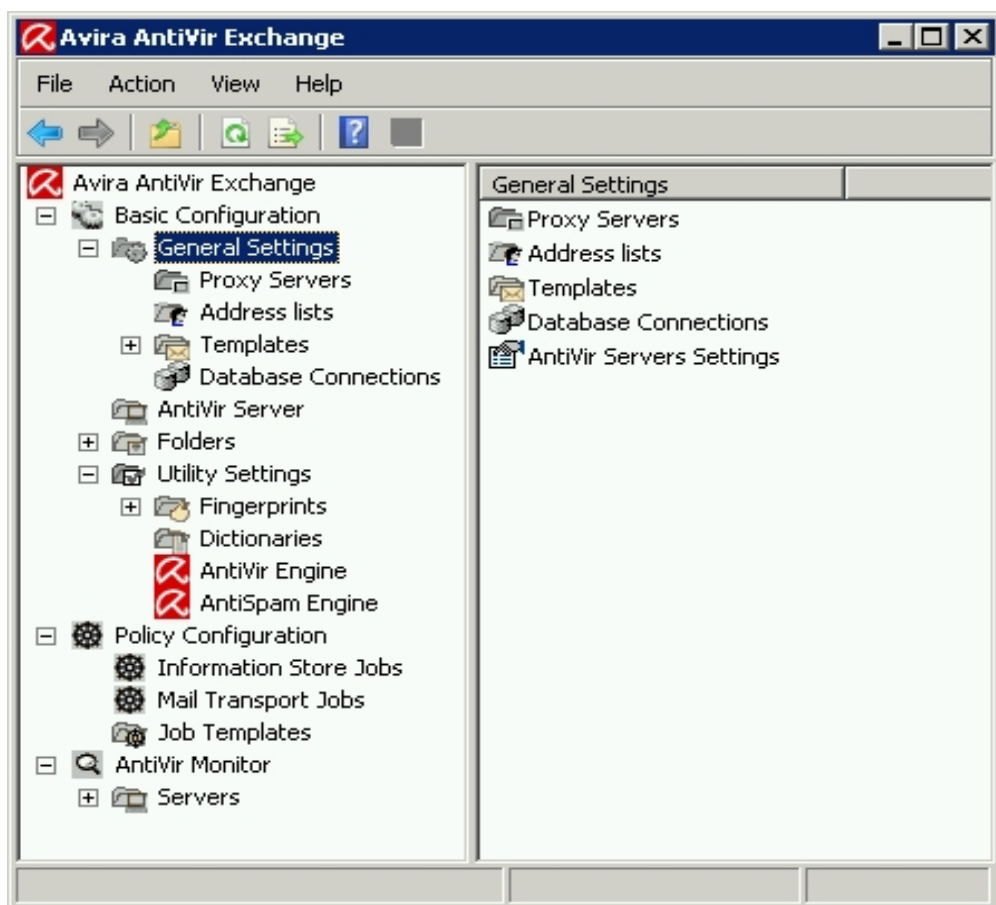 Avira AntiVir Exchange
File Action View Help
Avira AntiVir Exchange
Basic Configuration
General Settings
Proxy Servers
Address lists
Templates
Database Connections
AntiVir Server
Folders
Utility Settings
Fingerprints
Dictionaries
AntiVir Engine
AntiSpam Engine
Policy Configuration
Information Store Jobs
Mail Transport Jobs
Job Templates
AntiVir Monitor
Servers
General Settings
Proxy Servers
Address lists
Templates
Database Connections
AntiVir Servers Settings